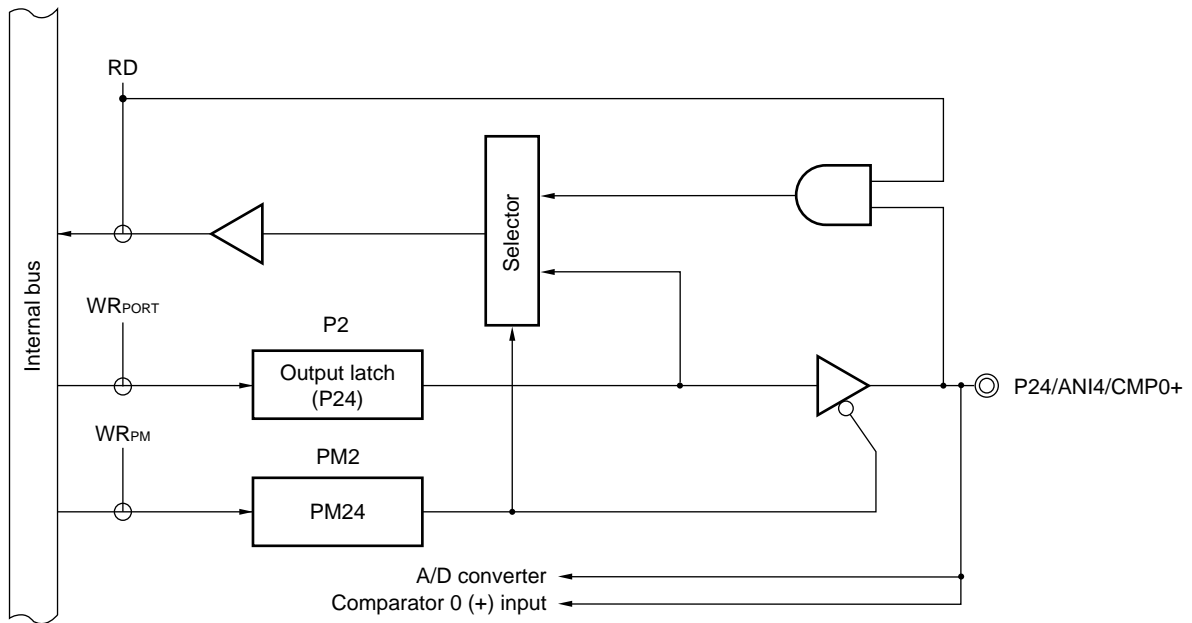 RD
Selector
Internal bus
WRPORT
P2
Output latch
(P24)
P24/ANI4/CMP0+
WRPM
PM2
PM24
A/D converter
Comparator 0 (+) input